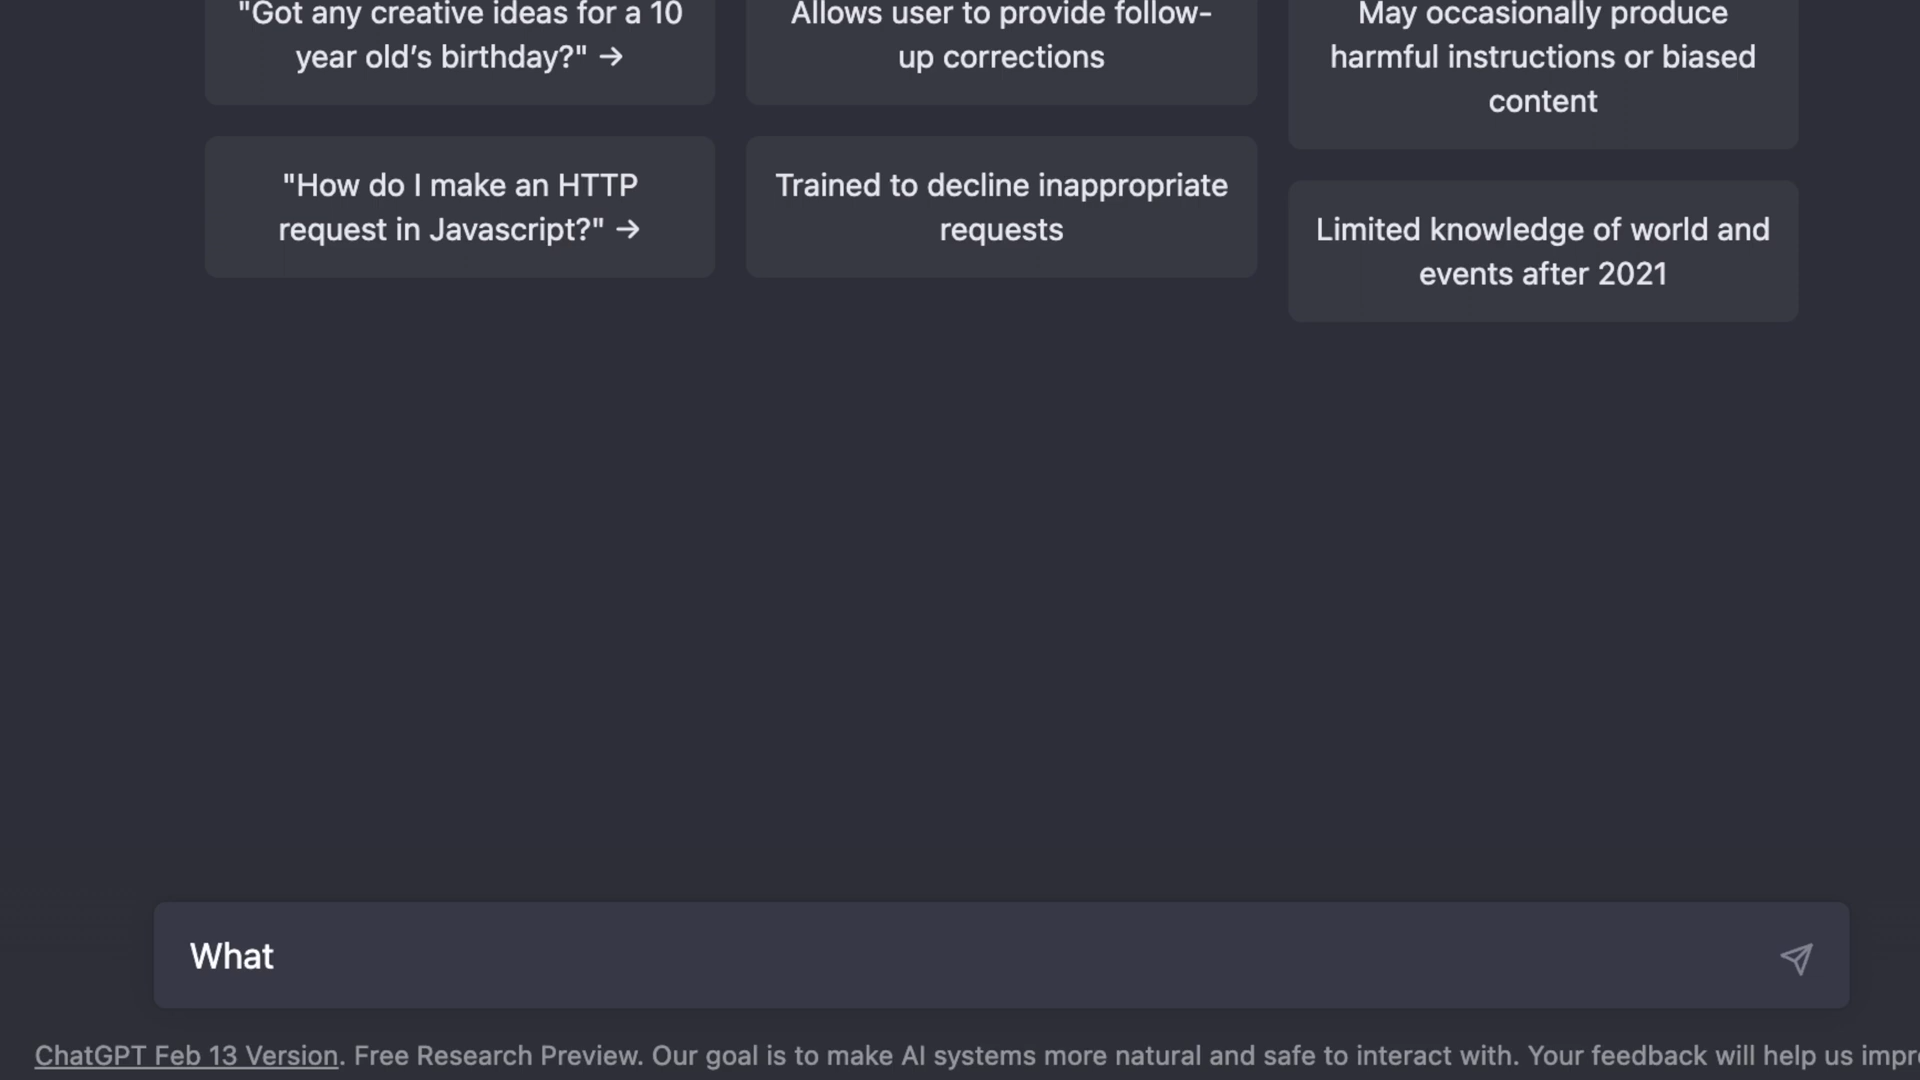 "Got any creative ideas for a 10
year old’s birthday?" →
"How do I make an HTTP
request in Javascript?" →
Allows user to provide follow-
up corrections
Trained to decline inappropriate
requests
May occasionally produce
harmful instructions or biased
content
Limited knowledge of world and
events after 2021
What
ChatGPT Feb 13 Version. Free Research Preview. Our goal is to make AI systems more natural and safe to interact with. Your feedback will help us impr